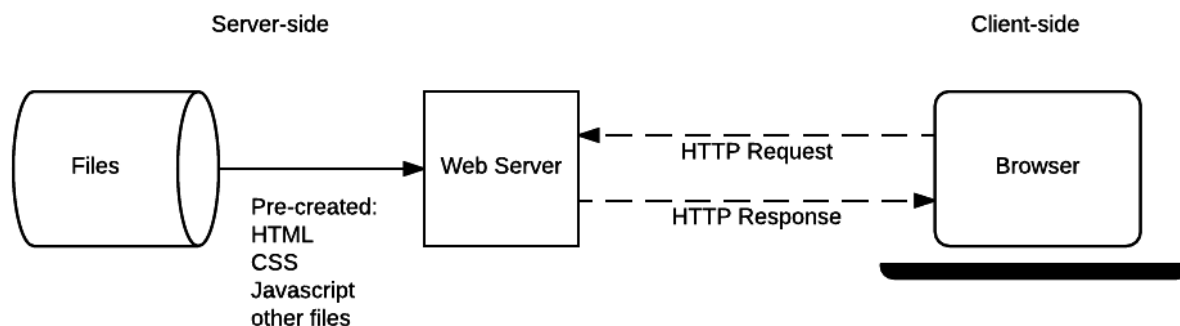 Server-side
Client-side
Files
Web Server
HTTP Request
Browser
HTTP Response
Pre-created:
HTML
CSS
Javascript
other files